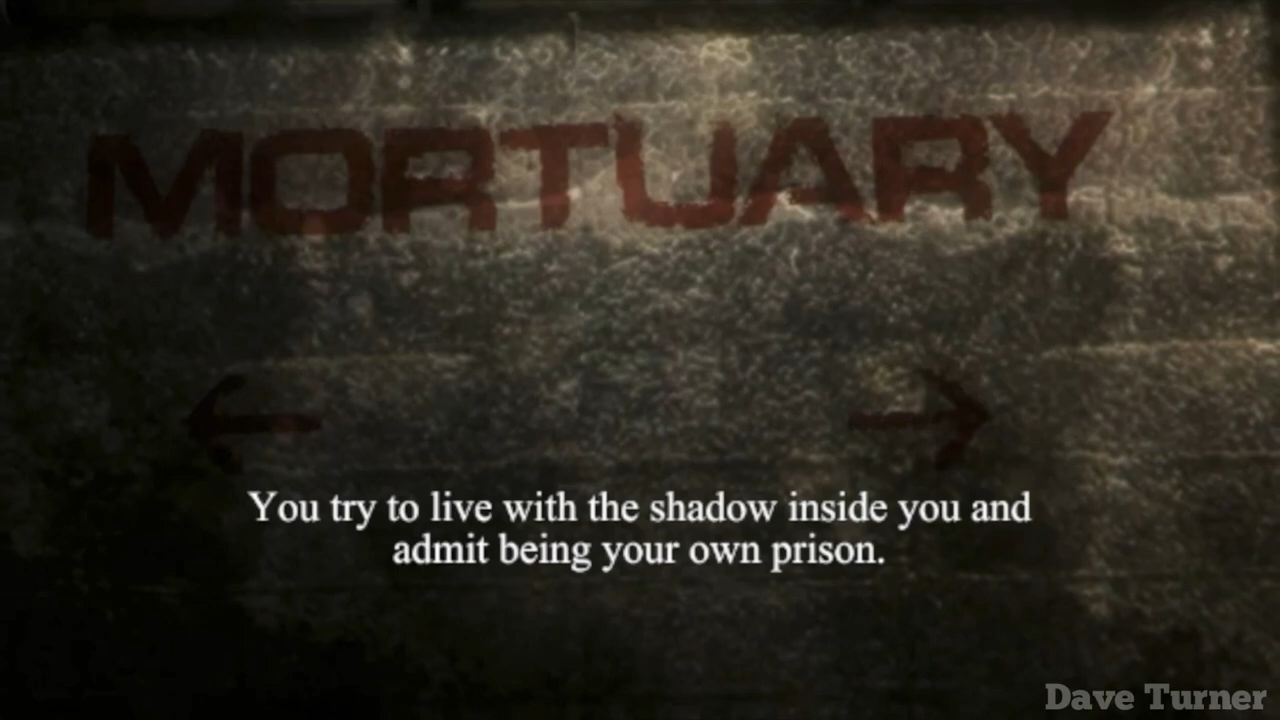 MORTUARY
You try to live with the shadow inside you and
admit being your own prison.
Dave Turner